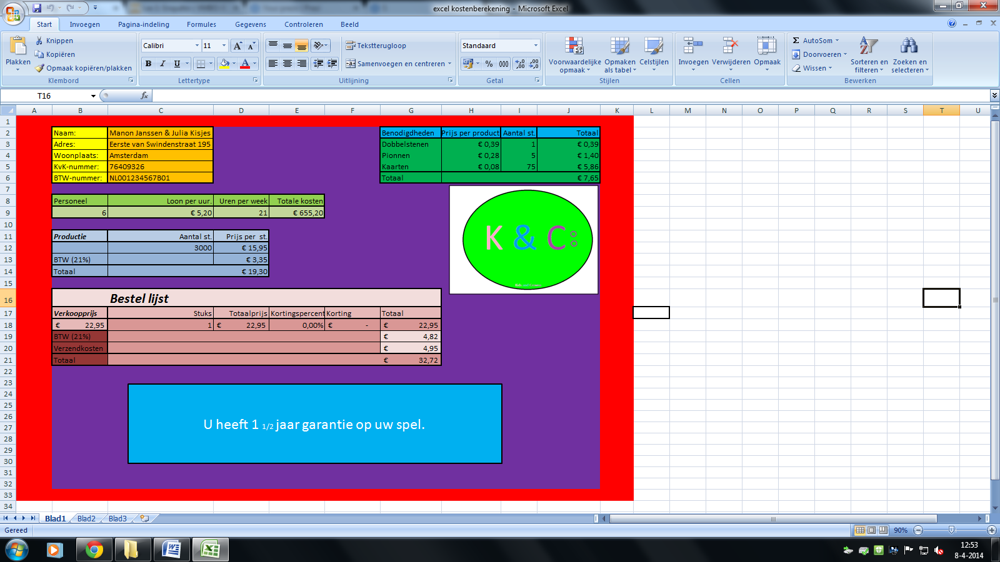 excel kostenberekening - Microsoft Excel
Start Invoegen Pagina-indeling Formules Gegevens Controleren Beeld
Plakken
Knippen
Kopiëren
Opmaak kopiëren/plakken
Klembord
Calibri 11
B I U
Lettertype
Tekstterugloop
Samenvoegen en centreren
Uitlijning
Standaard
% 000
Getal
Voorwaardelijke opmaak
Opmaken als tabel
Celstijlen
Stijlen
Invoegen Verwijderen Opmaak
Cellen
Σ AutoSom
Doorvoeren
Wissen
Sorteren en filteren
Zoeken en selecteren
Bewerken
T16 fx
A B C D E F G H I J K L M N O P Q R S T U
1
2 Naam: Manon Janssen & Julia Kisjes Benodigdheden Prijs per product Aantal st. Totaal
3 Adres: Eerste van Swindenstraat 195 Dobbelstenen € 0,39 1 € 0,39
4 Woonplaats: Amsterdam Pionnen € 0,28 5 € 1,40
5 KvK-nummer: 76409326 Kaarten € 0,08 75 € 5,86
6 BTW-nummer: NL001234567B01 Totaal € 7,65
7
8 Personeel Loon per uur. Uren per week Totale kosten
9 6 € 5,20 21 € 655,20
10
11 Productie Aantal st. Prijs per st.
12 3000 € 15,95
13 BTW (21%) € 3,35
14 Totaal € 19,30
K & C:
15
16 Bestel lijst
17 Verkoopprijs Stuks Totaalprijs Kortingspercent Korting Totaal
18 € 22,95 1 € 22,95 0,00% € - € 22,95
19 BTW (21%) € 4,82
20 Verzendkosten € 4,95
21 Totaal € 32,72
22
23
24
25
26
27 U heeft 1 1/2 jaar garantie op uw spel.
28
29
30
31
32
33
34
Blad1 Blad2 Blad3
Gereed 90%
12:53
8-4-2014